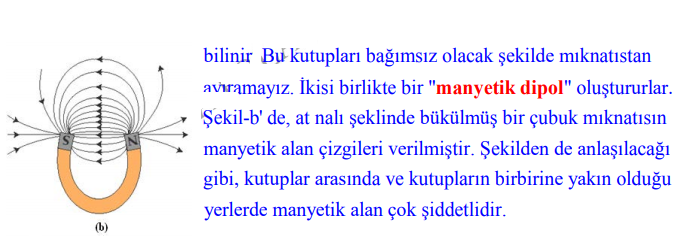 bilinir Bu kutupları bağımsız olacak şekilde mıknatıstan
ayıramayız. İkisi birlikte bir "manyetik dipol" oluştururlar.
Şekil-b' de, at nalı şeklinde bükülmüş bir çubuk mıknatısın
manyetik alan çizgileri verilmiştir. Şekilden de anlaşılacağı
gibi, kutuplar arasında ve kutupların birbirine yakın olduğu
yerlerde manyetik alan çok şiddetlidir.
S N
(b)